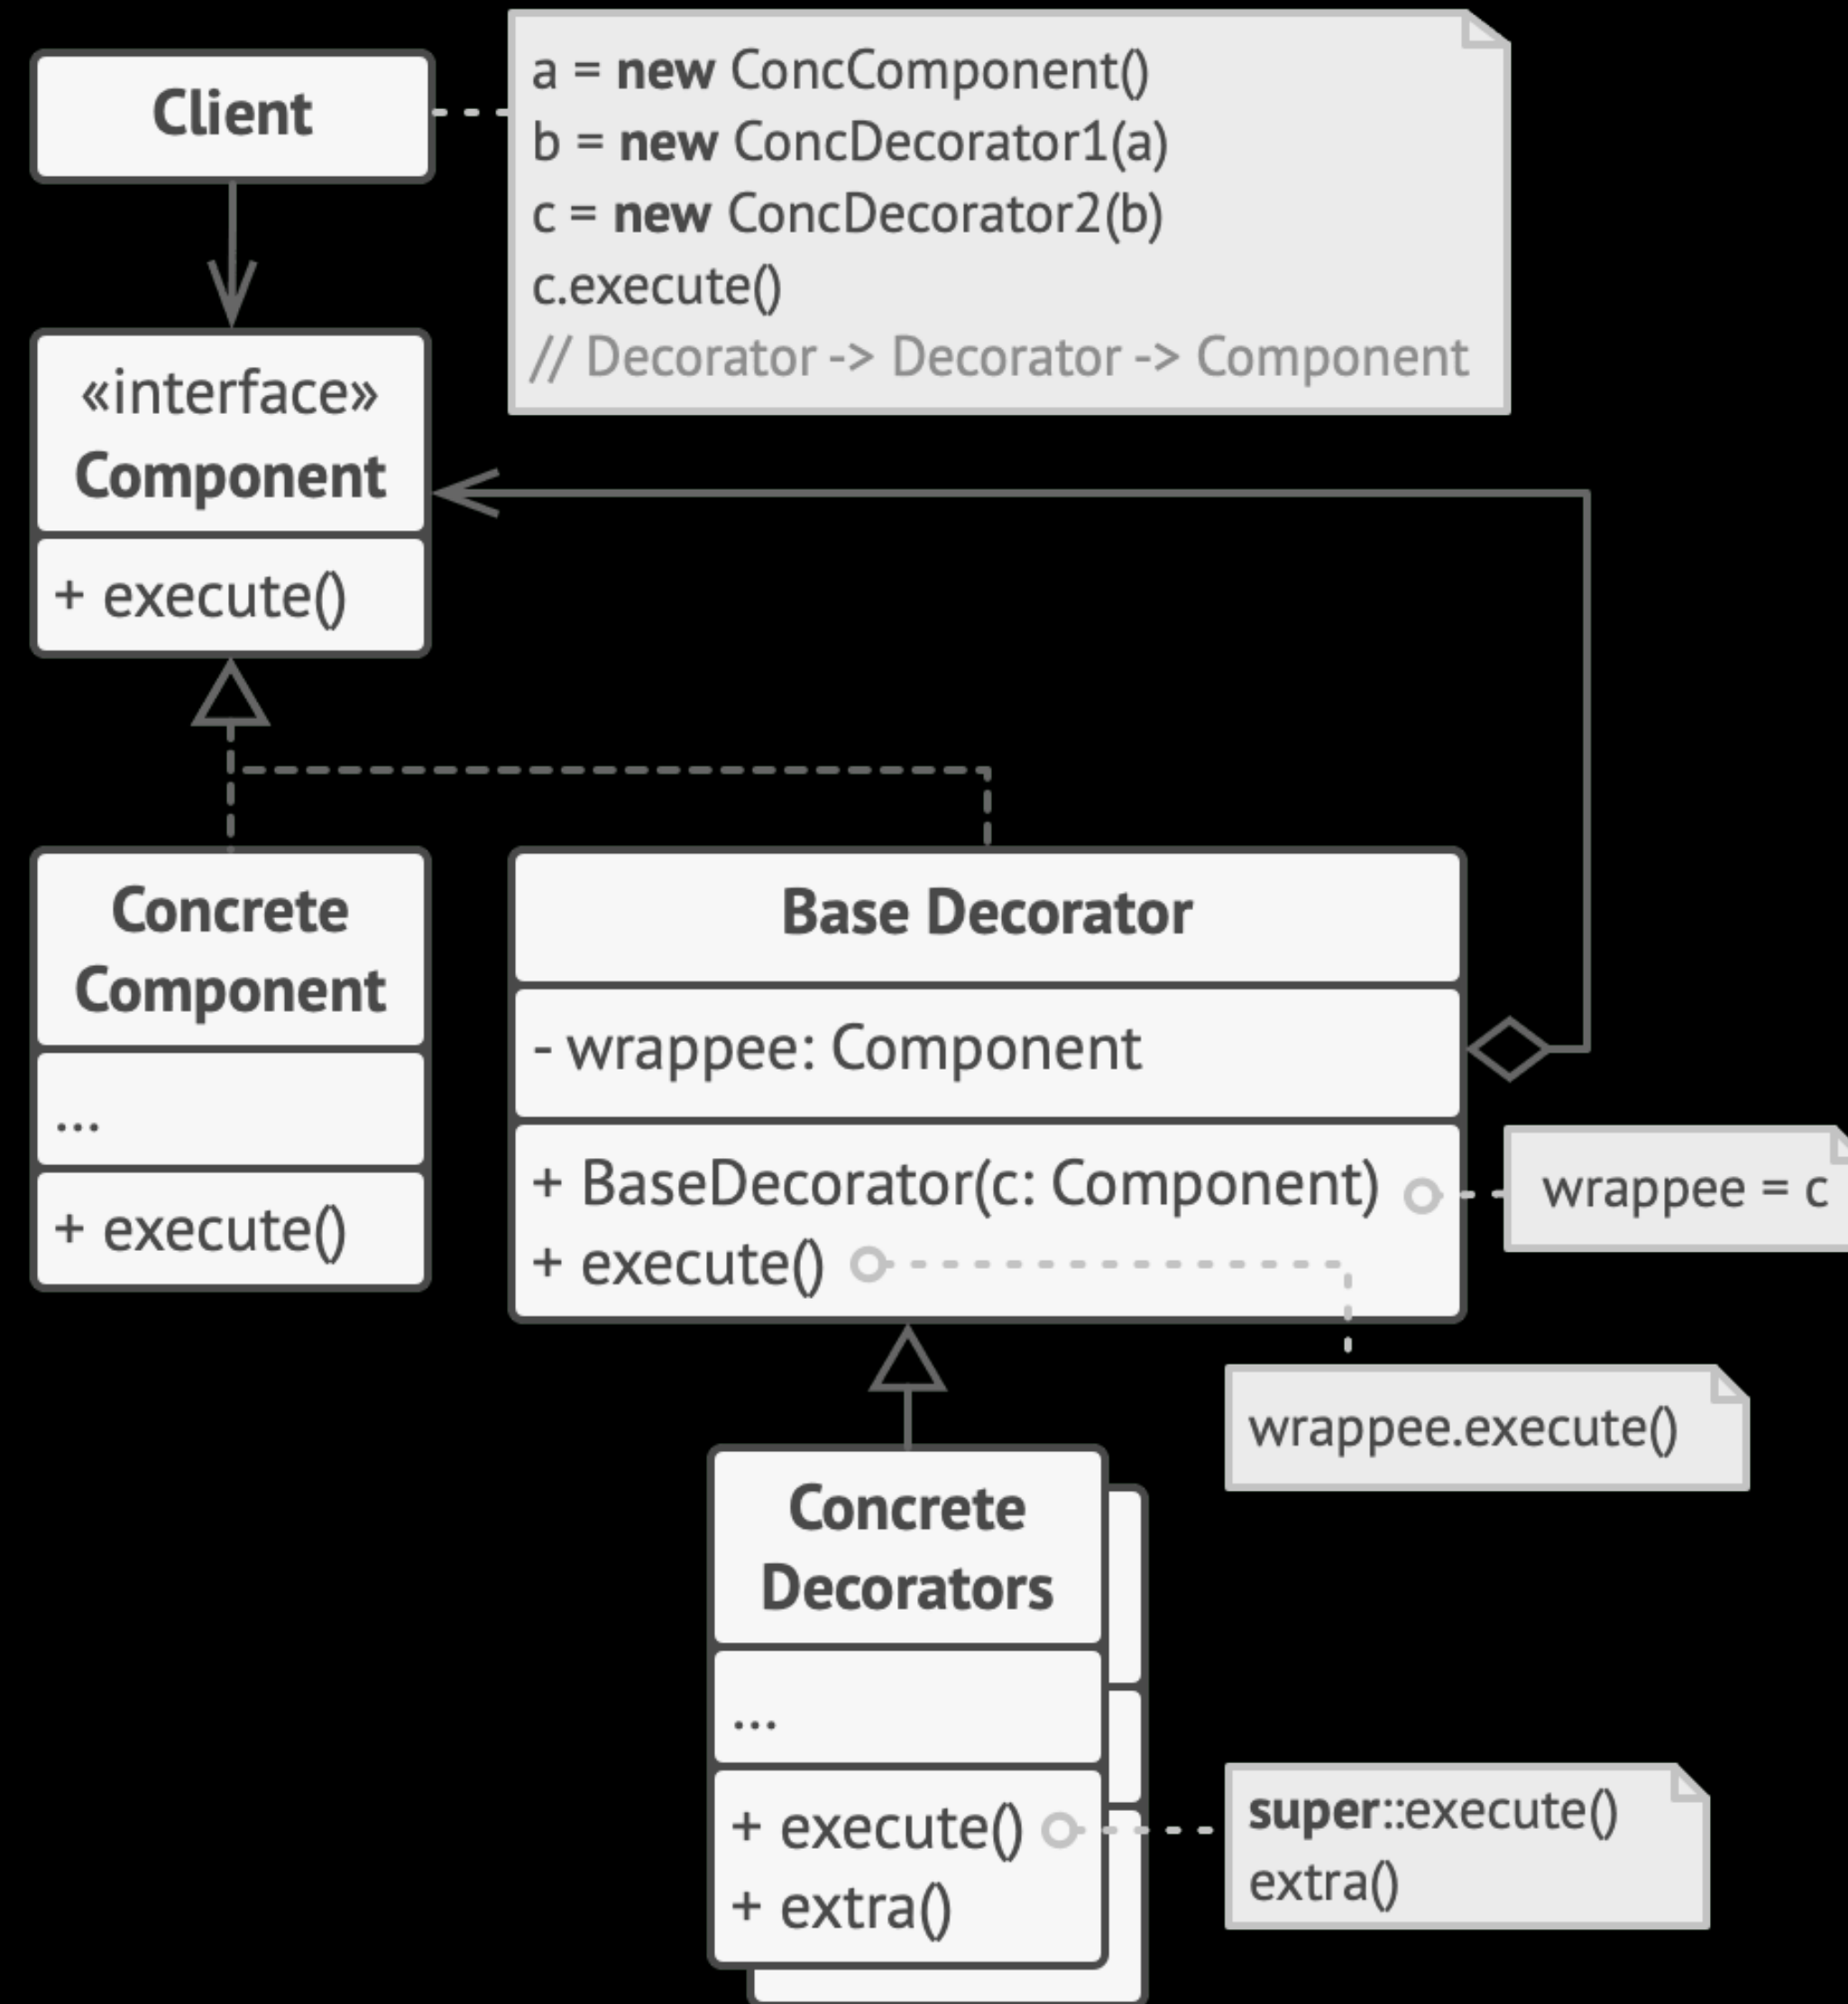 Client
a = new ConcComponent()
b = new ConcDecorator1(a)
c = new ConcDecorator2(b)
c.execute()
// Decorator -> Decorator -> Component
«interface»
Component
+ execute()
Concrete
Component
...
+ execute()
Base Decorator
- wrappee: Component
+ BaseDecorator(c: Component)
+ execute()
wrappee = c
wrappee.execute()
Concrete
Decorators
...
+ execute()
+ extra()
super::execute()
extra()